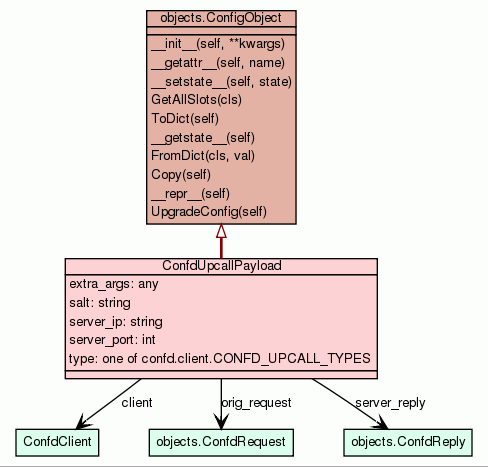 objects.ConfigObject
__init__(self, **kwargs)
__getattr__(self, name)
__setstate__(self, state)
GetAllSlots(cls)
ToDict(self)
__getstate__(self)
FromDict(cls, val)
Copy(self)
__repr__(self)
UpgradeConfig(self)
ConfdUpcallPayload
extra_args: any
salt: string
server_ip: string
server_port: int
type: one of confd.client.CONFD_UPCALL_TYPES
client orig_request server_reply
ConfdClient objects.ConfdRequest objects.ConfdReply